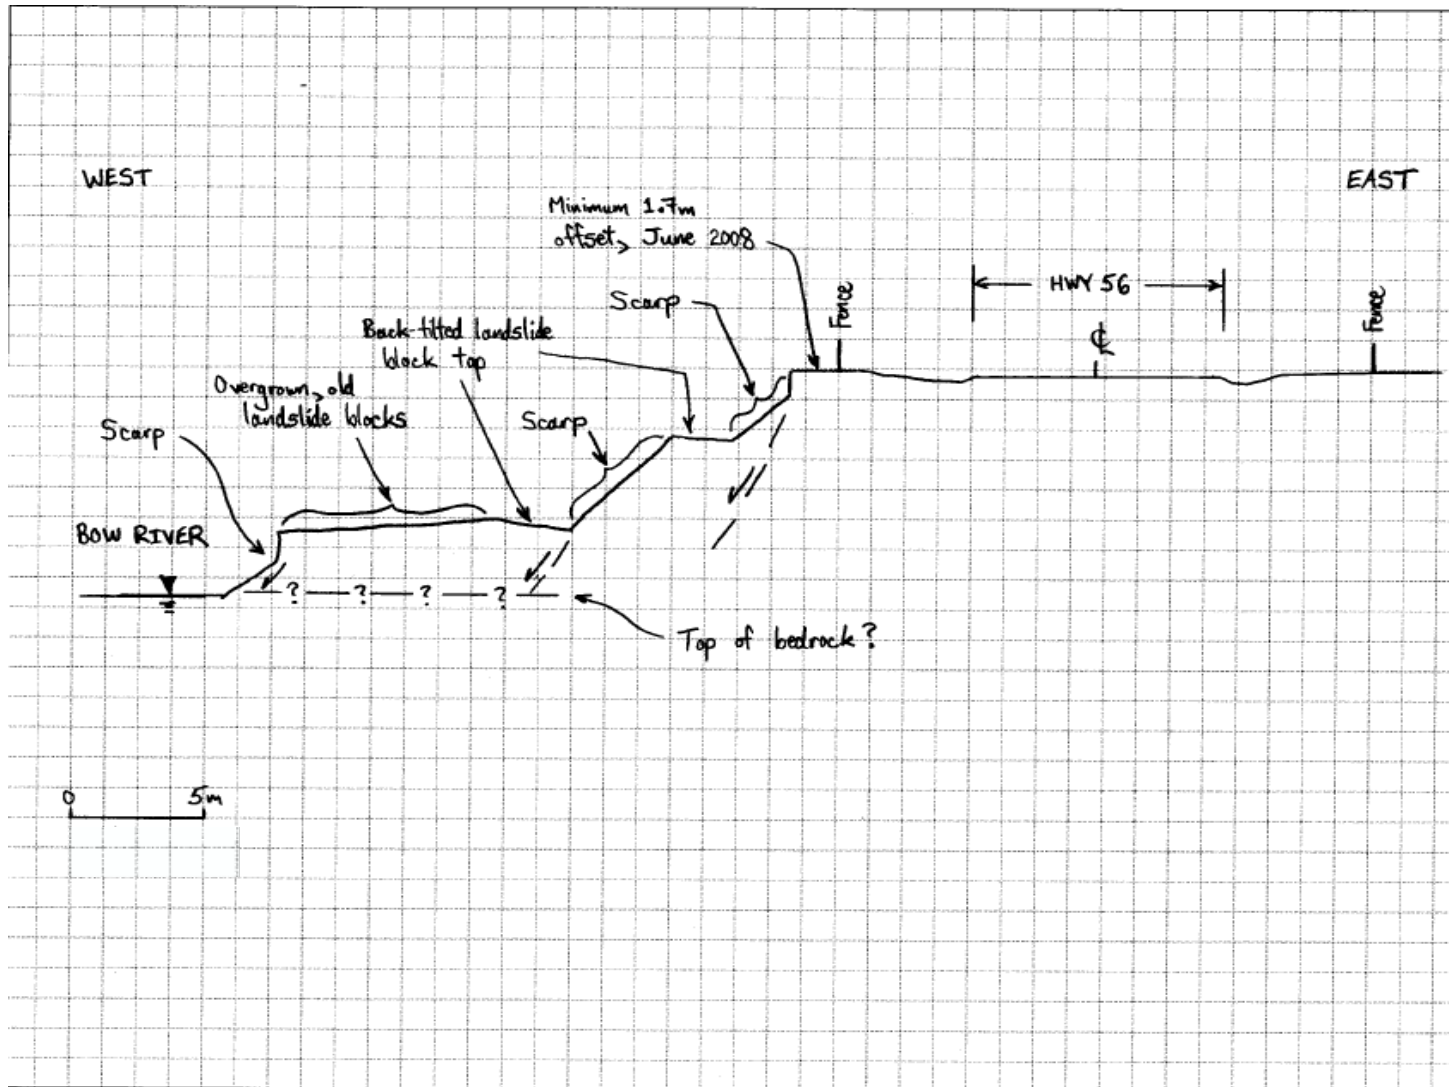 WEST
EAST
Minimum 1.7m
offset, June 2008
HWY 56
Scarp
Fence
Fence
℄
Back-tilted landslide
block top
Overgrown, old
landslide blocks
Scarp
Scarp
BOW RIVER
? ? ? ?
Top of bedrock?
0 5m